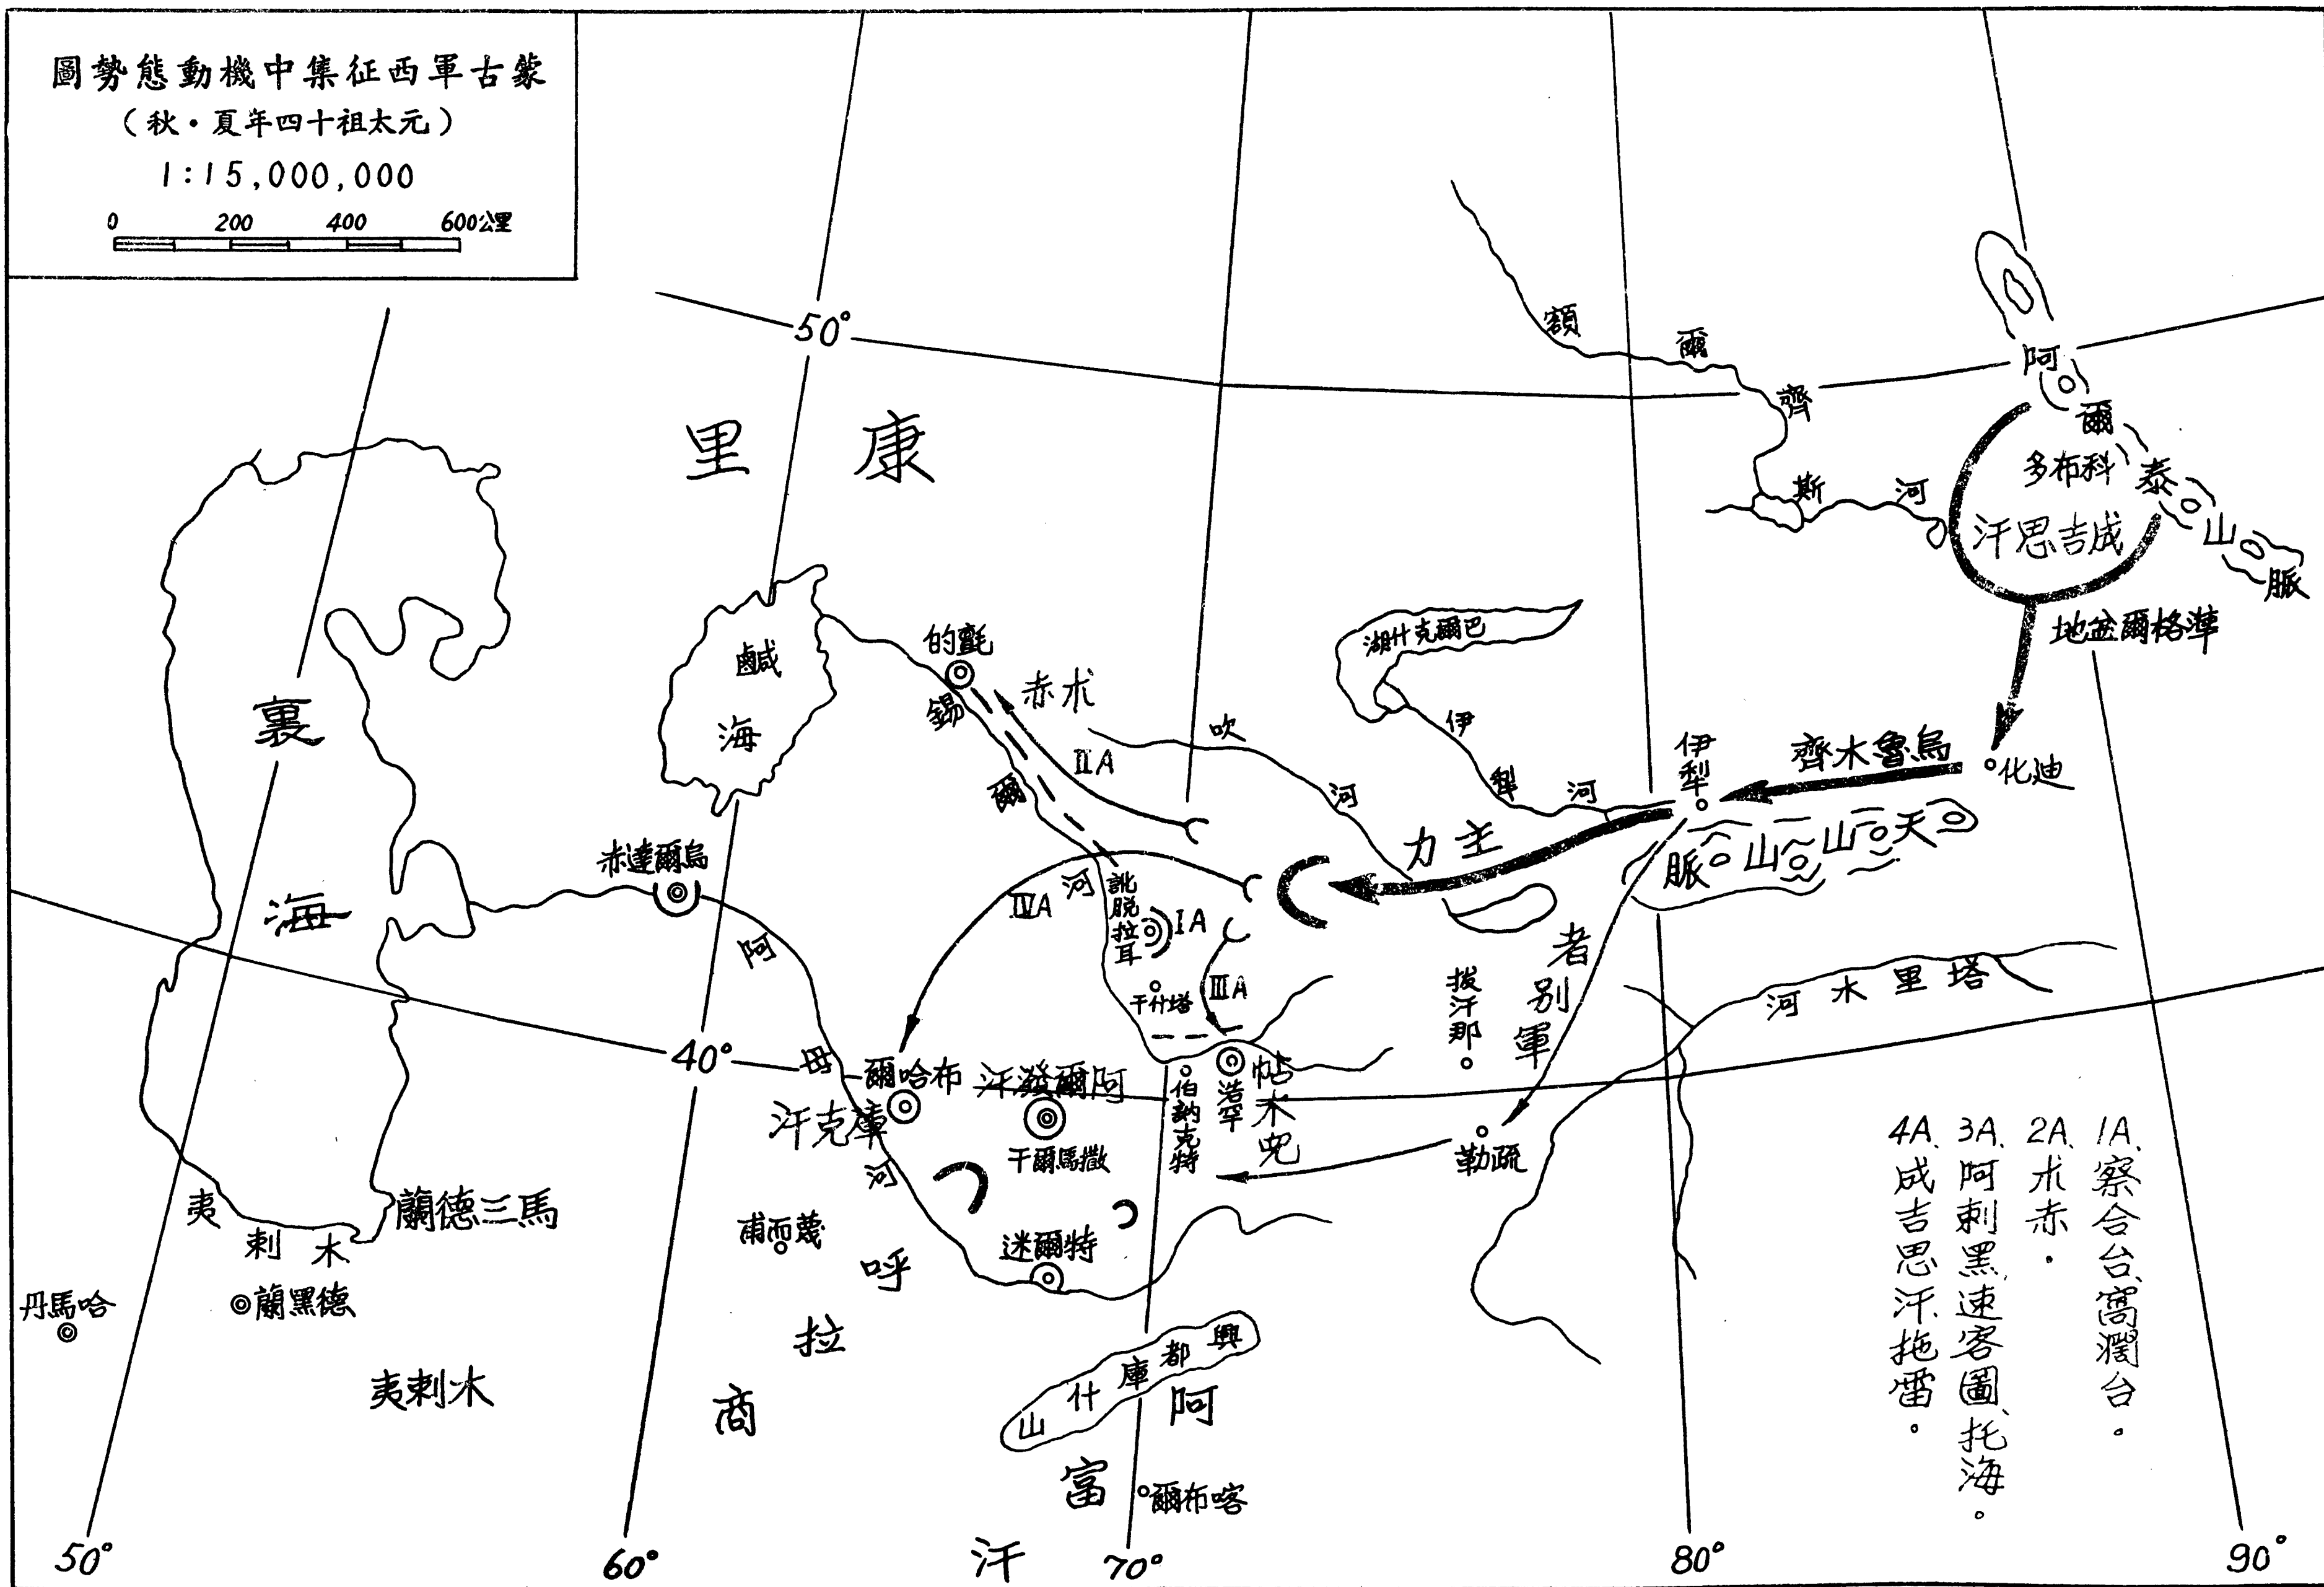 蒙古軍西征集中機動態勢圖
（元太祖十四年夏・秋）
1:15,000,000
0 200 400 600公里
50°
康里
額爾齊斯河
阿爾泰山脈
科布多
成吉思汗
準格爾盆地
巴爾克什湖
氈的
朮赤
鹹海
裏海
錫爾河
吹河
伊犁河
伊犁
烏魯木齊
迪化
ⅡA
主力
天山山脈
烏爾達赤
ⅣA
訛脫拉耳
ⅠA
ⅢA
塔什干
者別軍
拔汗那
塔里木河
阿母河
40°
布哈爾
阿爾發汗
庫克汗
撒馬爾干
伯訥克特
浩罕
帖木兒
疏勒
1A、察合台、窩濶台。
2A、朮赤。
3A、阿剌黑、速客圖、托海。
4A、成吉思汗、拖雷。
馬三德蘭
木剌夷
蔑而甫
特爾迷
德黑蘭
哈馬丹
木剌夷
呼拉商
興都庫什山
阿富汗
喀布爾
50°
60°
70°
80°
90°